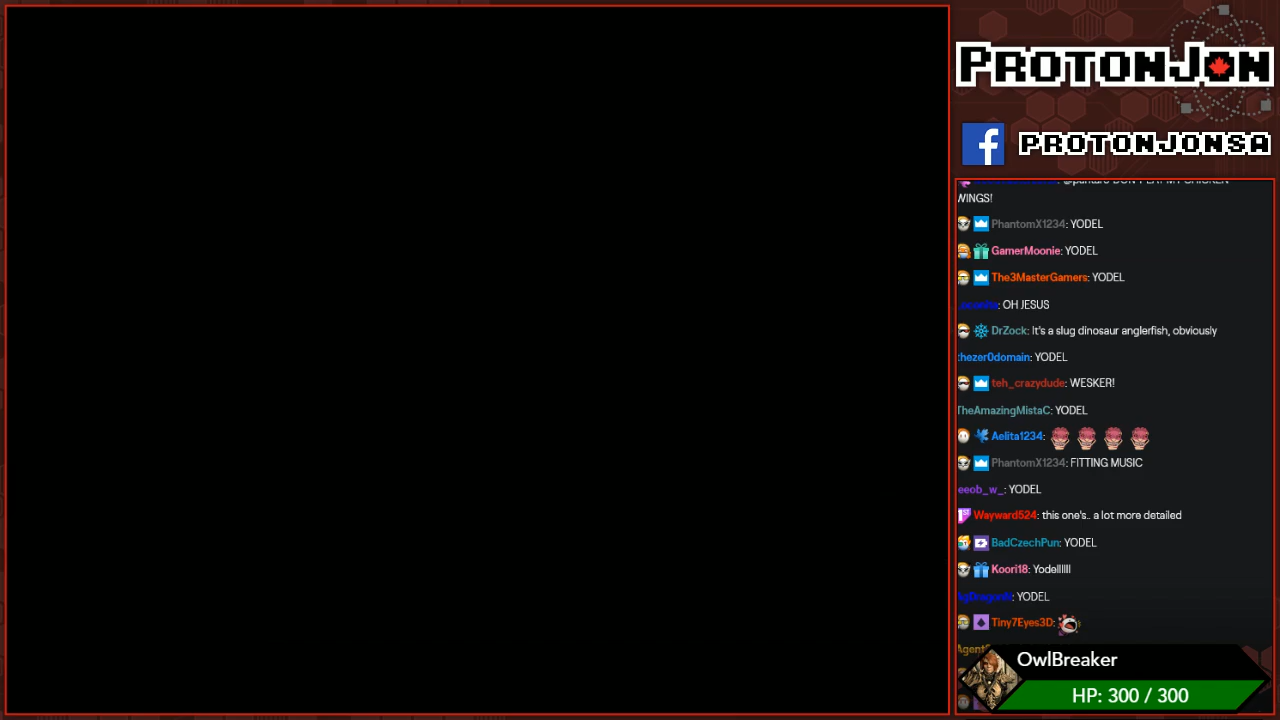 PROTONJON
PROTONJONSA
WINGS!
PhantomX1234: YODEL
GamerMoonie: YODEL
The3MasterGamers: YODEL
: OH JESUS
DrZock: It's a slug dinosaur anglerfish, obviously
thezer0domain: YODEL
teh_crazydude: WESKER!
TheAmazingMistaC: YODEL
Aelita1234:
PhantomX1234: FITTING MUSIC
eeob_w_: YODEL
Wayward524: this one's.. a lot more detailed
BadCzechPun: YODEL
Koori18: Yodellllll
: YODEL
Tiny7Eyes3D:
OwlBreaker
HP: 300 / 300